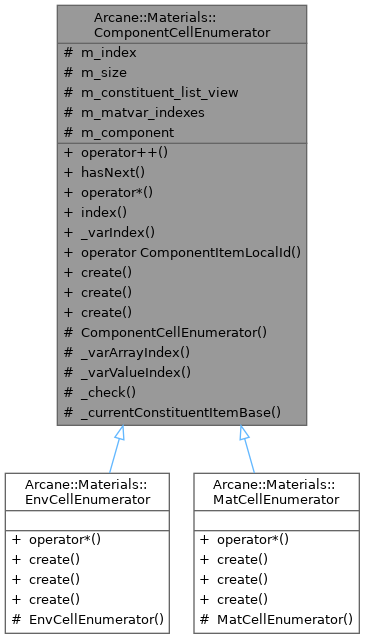 Arcane::Materials::
ComponentCellEnumerator
# m_index
# m_size
# m_constituent_list_view
# m_matvar_indexes
# m_component
+ operator++()
+ hasNext()
+ operator*()
+ index()
+ _varIndex()
+ operator ComponentItemLocalId()
+ create()
+ create()
+ create()
# ComponentCellEnumerator()
# _varArrayIndex()
# _varValueIndex()
# _check()
# _currentConstituentItemBase()
Arcane::Materials::
EnvCellEnumerator
+ operator*()
+ create()
+ create()
+ create()
# EnvCellEnumerator()
Arcane::Materials::
MatCellEnumerator
+ operator*()
+ create()
+ create()
+ create()
# MatCellEnumerator()